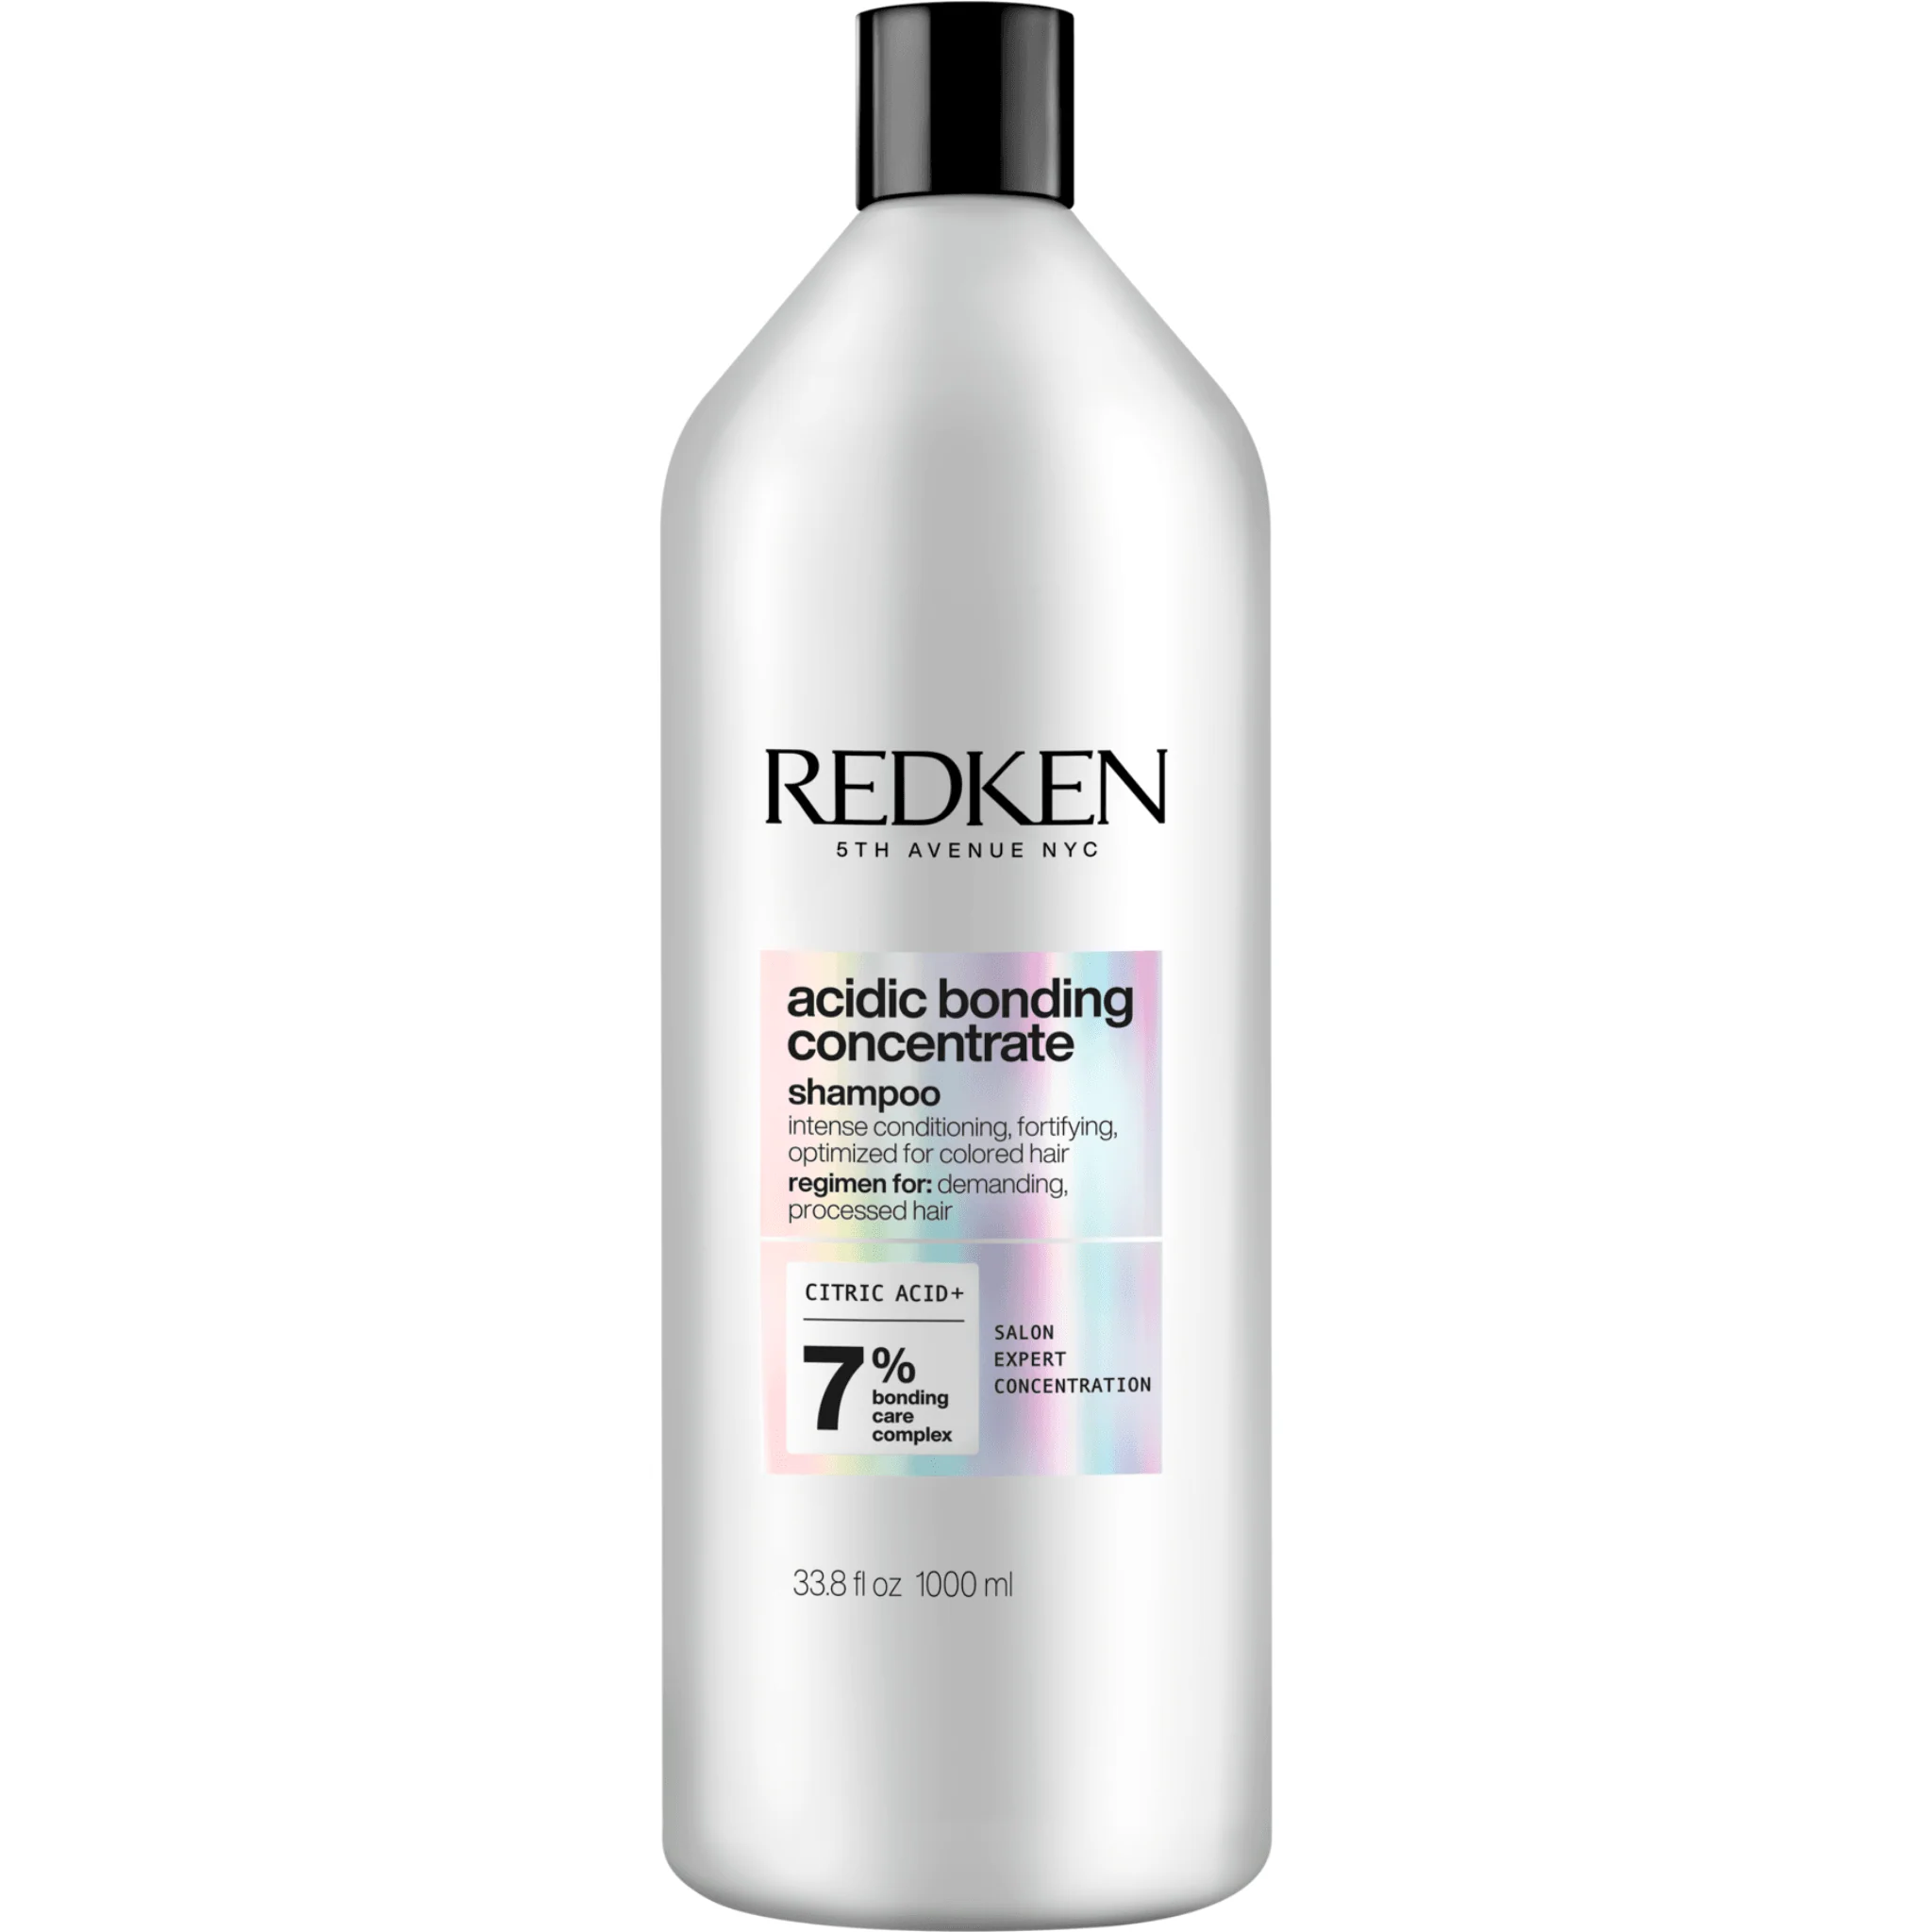 REDKEN
5TH AVENUE NYC
acidic bonding
concentrate
shampoo
intense conditioning, fortifying,
optimized for colored hair
regimen for: demanding,
processed hair
CITRIC ACID+
7%
bonding
care
complex
SALON
EXPERT
CONCENTRATION
33.8 fl oz 1000 ml